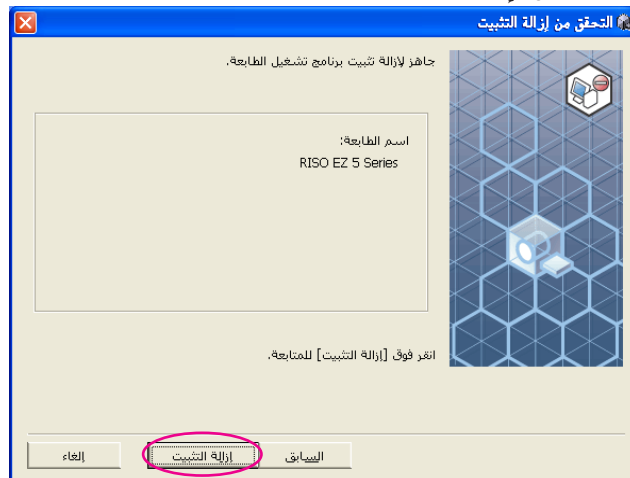 التحقق من إزالة التثبيت
جاهز لإزالة تثبيت برنامج تشغيل الطابعة.
اسم الطابعة:
RISO EZ 5 Series
انقر فوق [إزالة التثبيت] للمتابعة.
السابق
إزالة التثبيت
إلغاء